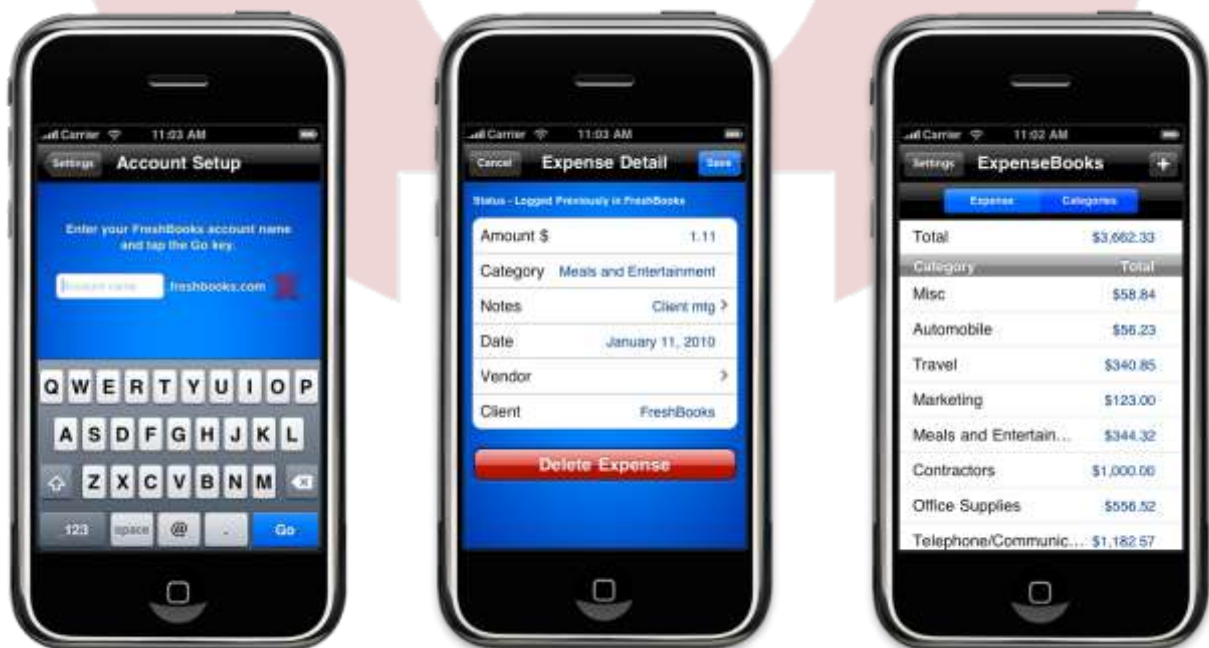 Carrier 11:03 AM
Settings Account Setup
Enter your FreshBooks account name
and tap the Go key.
account name .freshbooks.com
Q W E R T Y U I O P
A S D F G H J K L
Z X C V B N M
123 space @ . Go
Carrier 11:03 AM
Cancel Expense Detail Save
Status - Logged Previously in FreshBooks
Amount $ 1.11
Category Meals and Entertainment
Notes Client mtg >
Date January 11, 2010
Vendor >
Client FreshBooks
Delete Expense
Carrier 11:02 AM
Settings ExpenseBooks +
Expense Categories
Total $3,662.33
Category Total
Misc $58.84
Automobile $56.23
Travel $340.85
Marketing $123.00
Meals and Entertain... $344.32
Contractors $1,000.00
Office Supplies $556.52
Telephone/Communic... $1,182.57